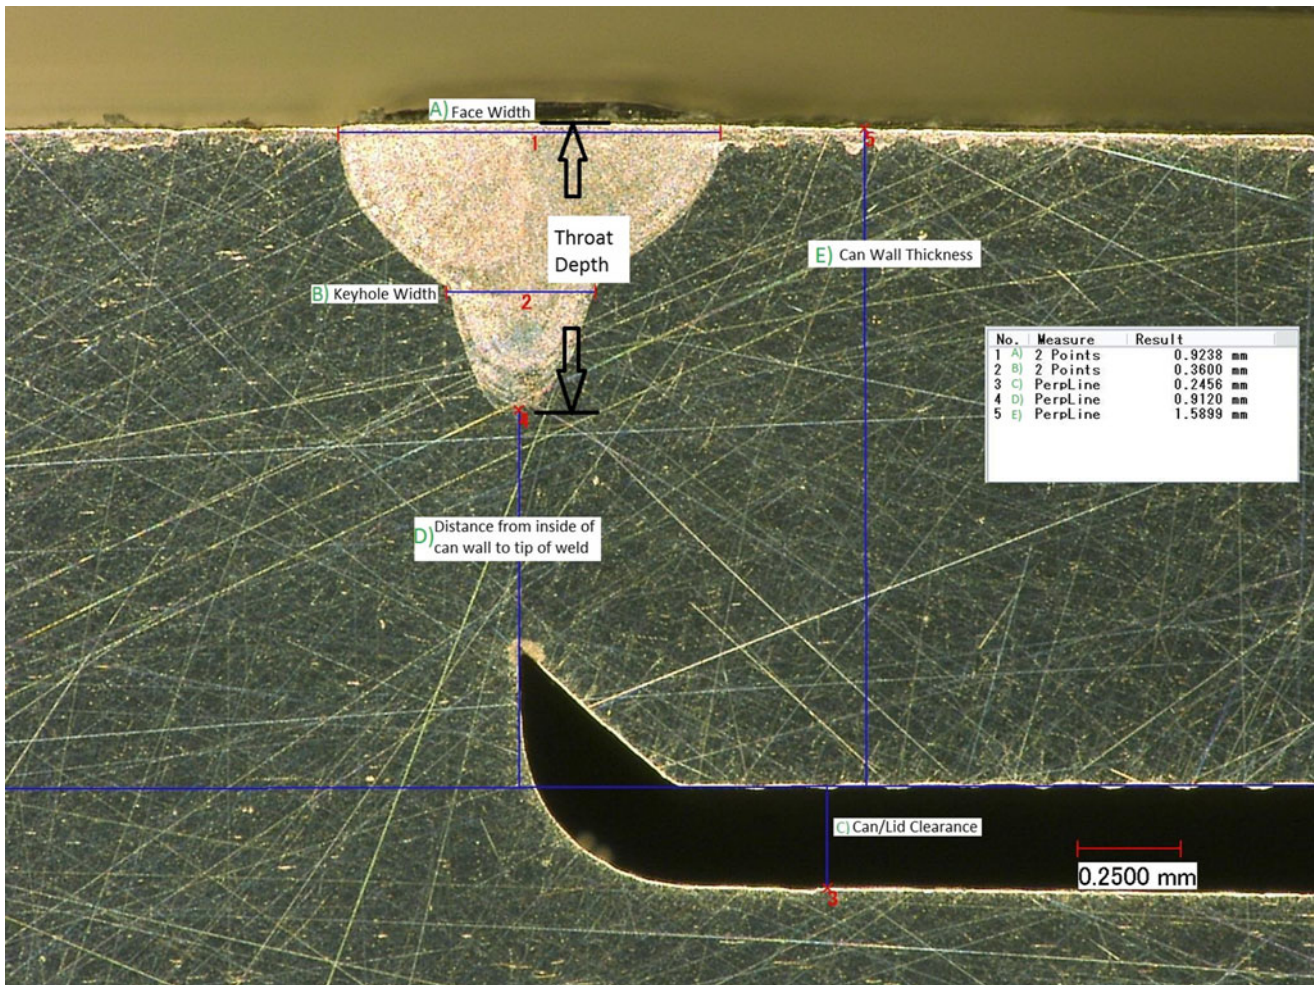 A) Face Width
1
5
Throat
Depth
E) Can Wall Thickness
B) Keyhole Width
2
No. Measure Result
1 A) 2 Points 0.9238 mm
2 B) 2 Points 0.3600 mm
3 C) PerpLine 0.2456 mm
4 D) PerpLine 0.9120 mm
5 E) PerpLine 1.5899 mm
4
D) Distance from inside of
can wall to tip of weld
C) Can/Lid Clearance
0.2500 mm
3